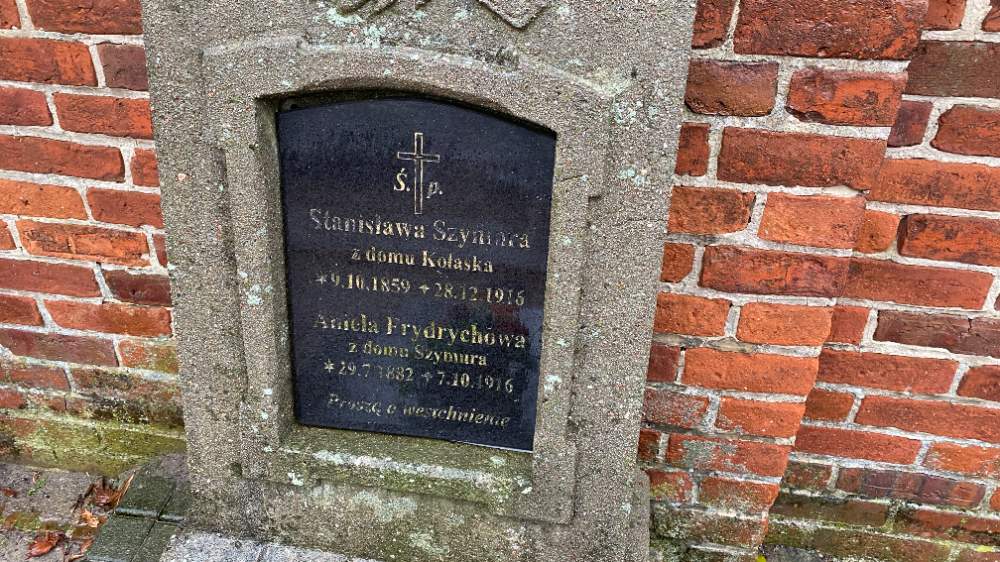 Ś. p.
Stanisława Szymura
z domu Kołaska
*9.10.1859 +28.12.1916
Aniela Frydrychowa
z domu Szymura
*29.7.1882 +7.10.1916
Proszą o westchnienie